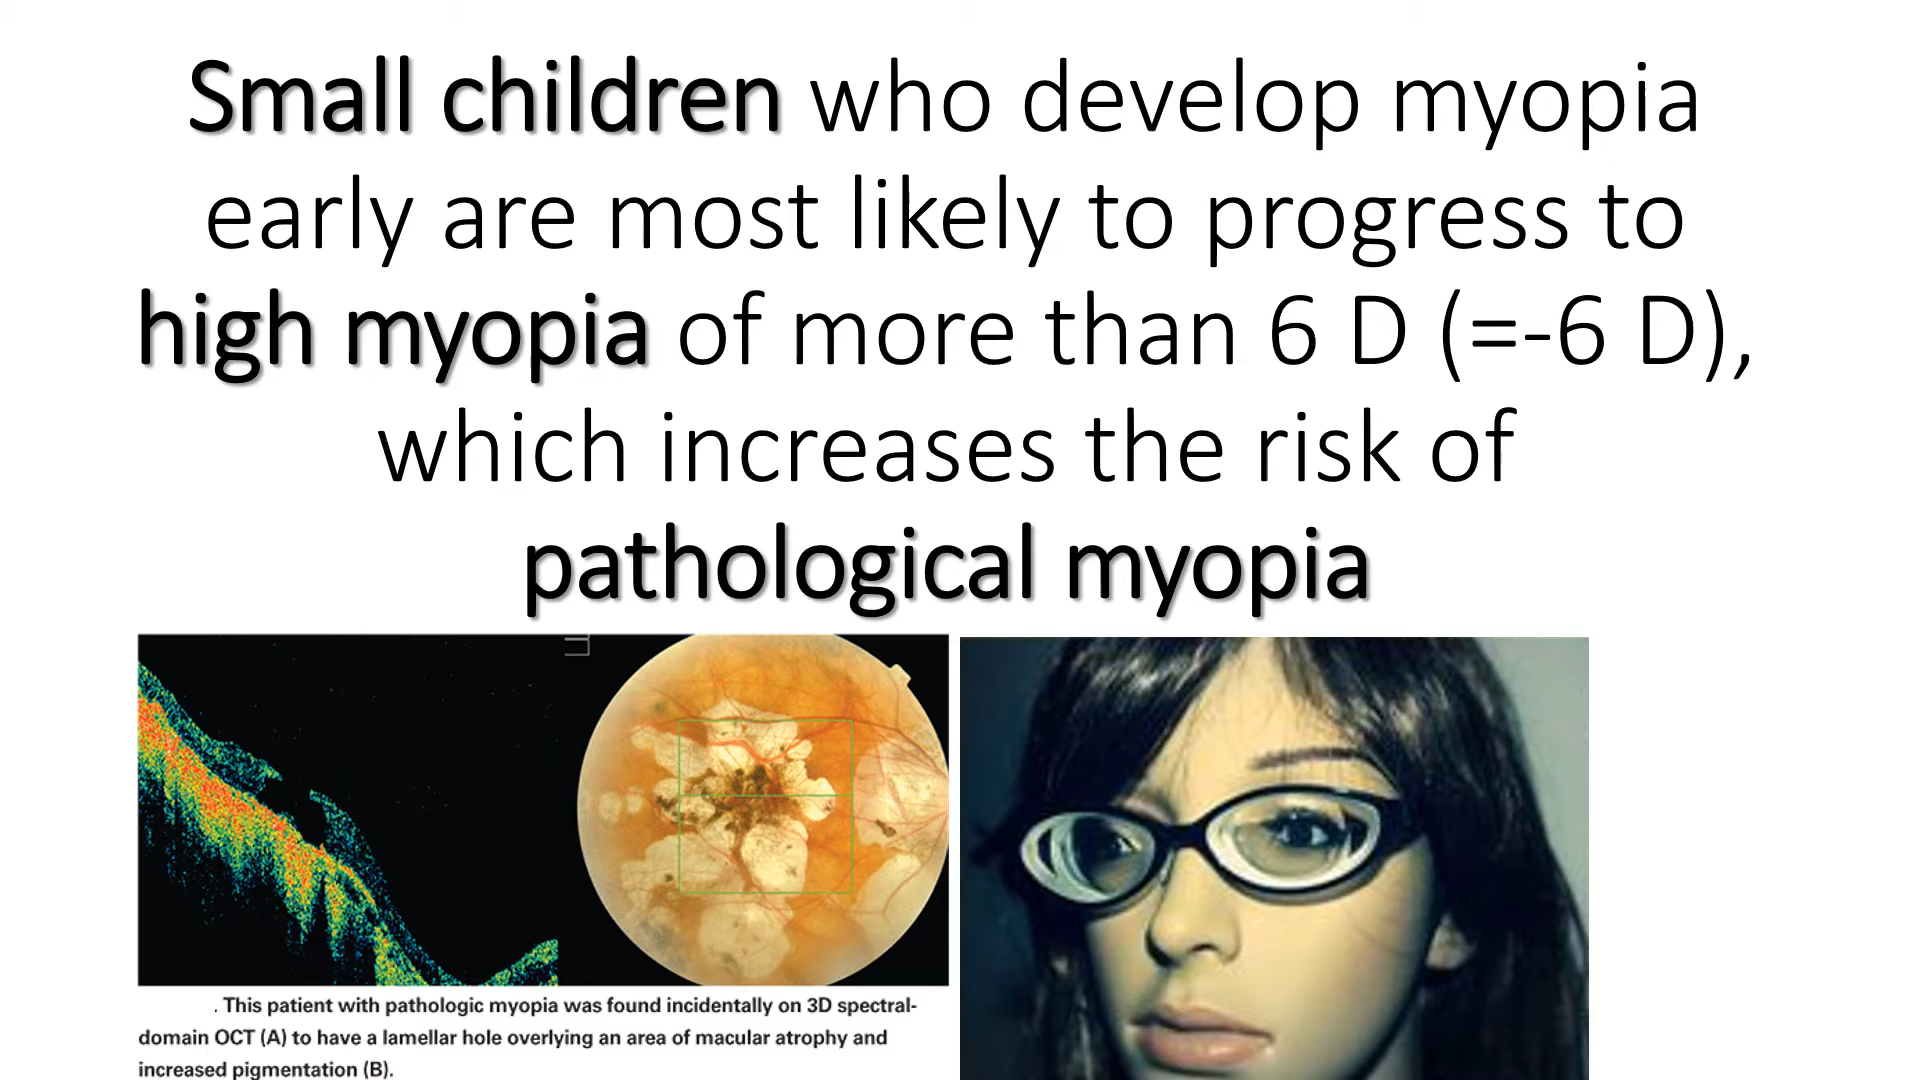 Small children who develop myopia
early are most likely to progress to
high myopia of more than 6 D (=-6 D),
which increases the risk of
pathological myopia
. This patient with pathologic myopia was found incidentally on 3D spectral-
domain OCT (A) to have a lamellar hole overlying an area of macular atrophy and
increased pigmentation (B).